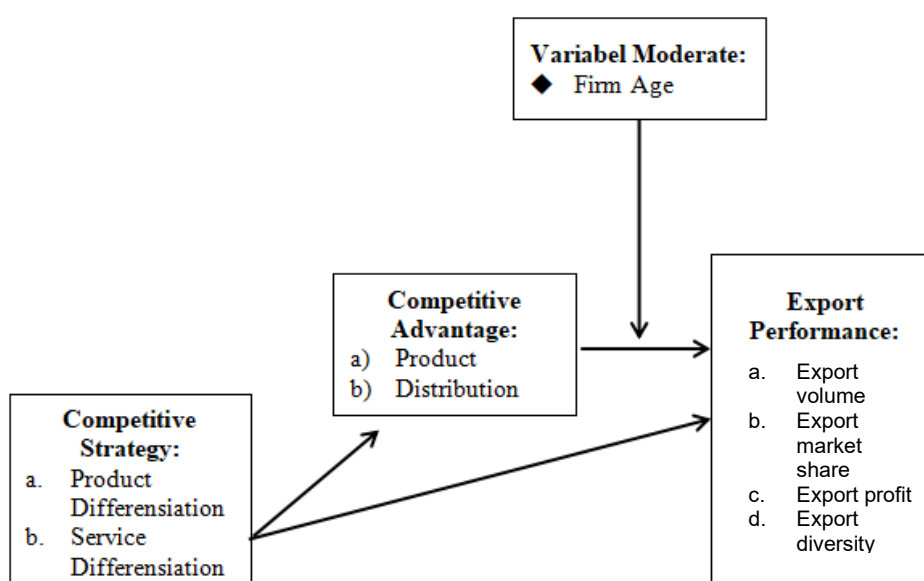 Variabel Moderate:
◆ Firm Age
Competitive
Advantage:
a) Product
b) Distribution
Export
Performance:
a. Export
volume
b. Export
market
share
c. Export profit
d. Export
diversity
Competitive
Strategy:
a. Product
Differensiation
b. Service
Differensiation